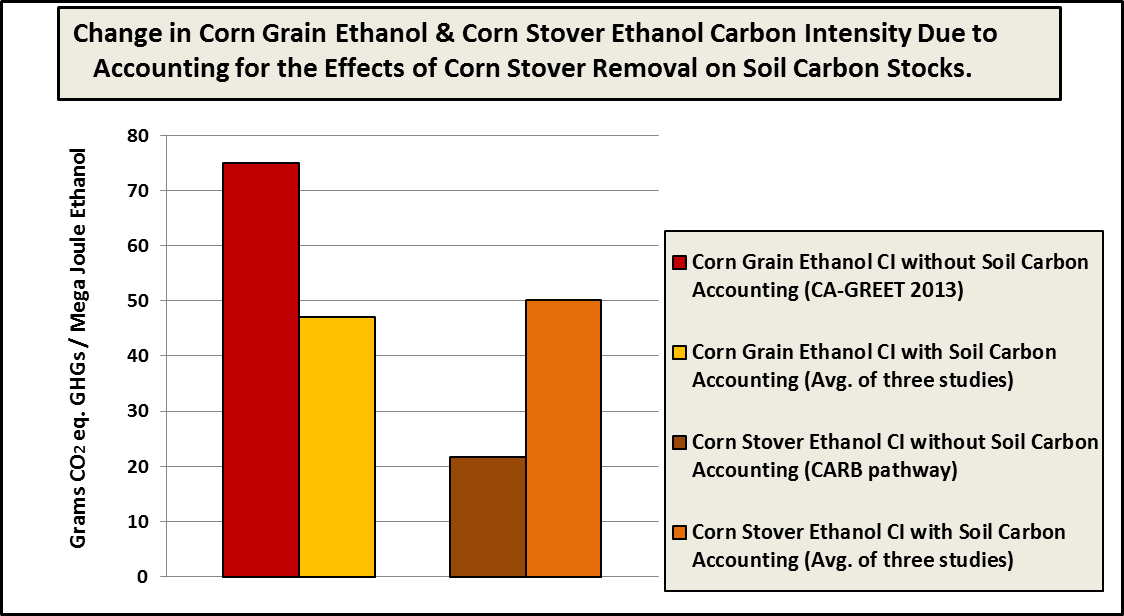 Change in Corn Grain Ethanol & Corn Stover Ethanol Carbon Intensity Due to
Accounting for the Effects of Corn Stover Removal on Soil Carbon Stocks.
Grams CO2 eq. GHGs / Mega Joule Ethanol
80
70
60
50
40
30
20
10
0
Corn Grain Ethanol CI without Soil Carbon
Accounting (CA-GREET 2013)
Corn Grain Ethanol CI with Soil Carbon
Accounting (Avg. of three studies)
Corn Stover Ethanol CI without Soil Carbon
Accounting (CARB pathway)
Corn Stover Ethanol CI with Soil Carbon
Accounting (Avg. of three studies)